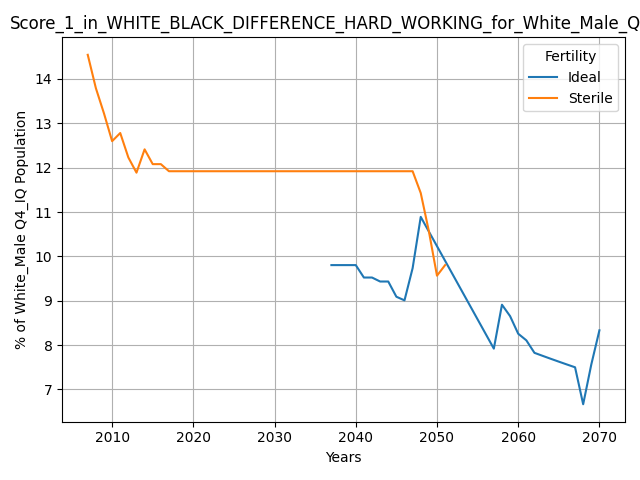 Score_1_in_WHITE_BLACK_DIFFERENCE_HARD_WORKING_for_White_Male_Q
Fertility
Ideal
Sterile
% of White_Male Q4_IQ Population
14
13
12
11
10
9
8
7
2010 2020 2030 2040 2050 2060 2070
Years